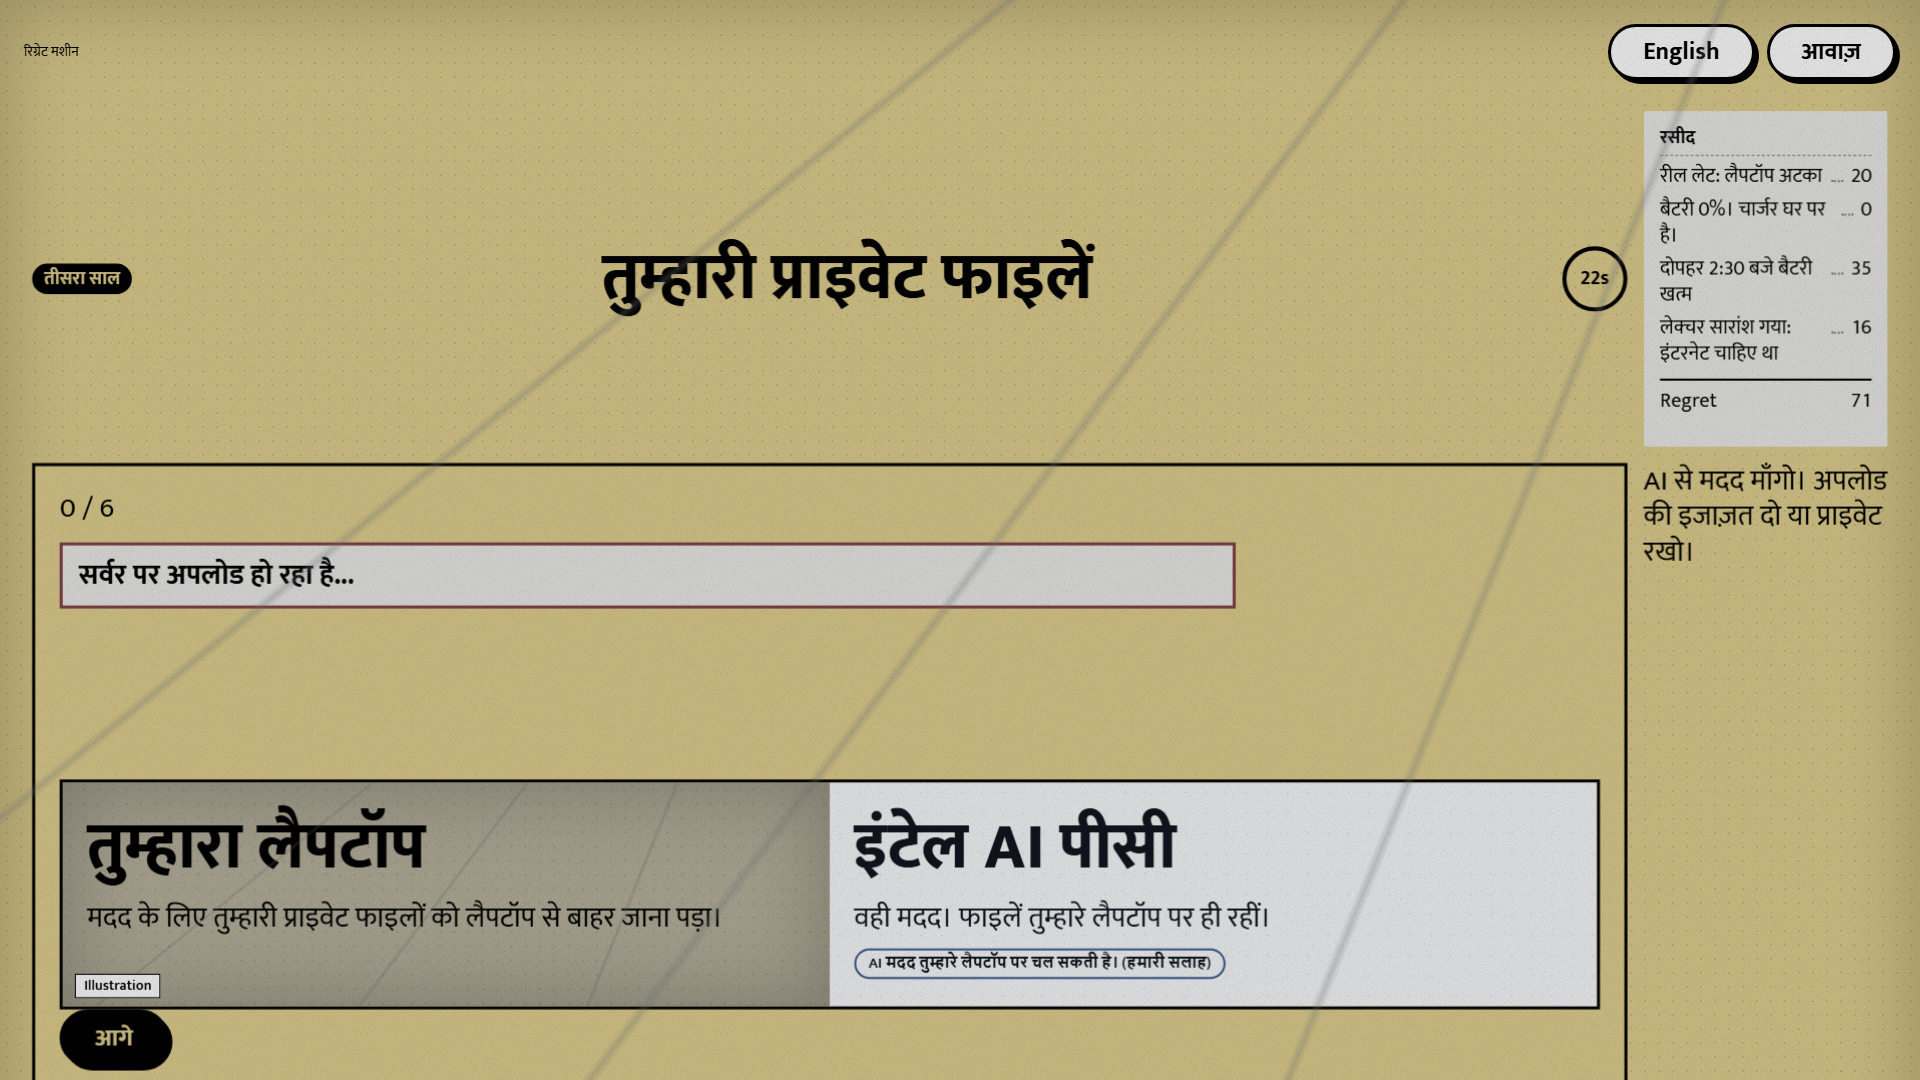 रिग्रेट मशीन
English
आवाज़
रसीद
रील लेट: लैपटॉप अटका .... 20
बैटरी 0%। चार्जर घर पर .... 0
है।
दोपहर 2:30 बजे बैटरी .... 35
खत्म
लेक्चर सारांश गया: .... 16
इंटरनेट चाहिए था
Regret 71
तीसरा साल
तुम्हारी प्राइवेट फाइलें
22s
AI से मदद माँगो। अपलोड
की इजाज़त दो या प्राइवेट
रखो।
0 / 6
सर्वर पर अपलोड हो रहा है...
तुम्हारा लैपटॉप
मदद के लिए तुम्हारी प्राइवेट फाइलों को लैपटॉप से बाहर जाना पड़ा।
Illustration
इंटेल AI पीसी
वही मदद। फाइलें तुम्हारे लैपटॉप पर ही रहीं।
AI मदद तुम्हारे लैपटॉप पर चल सकती है। (हमारी सलाह)
आगे